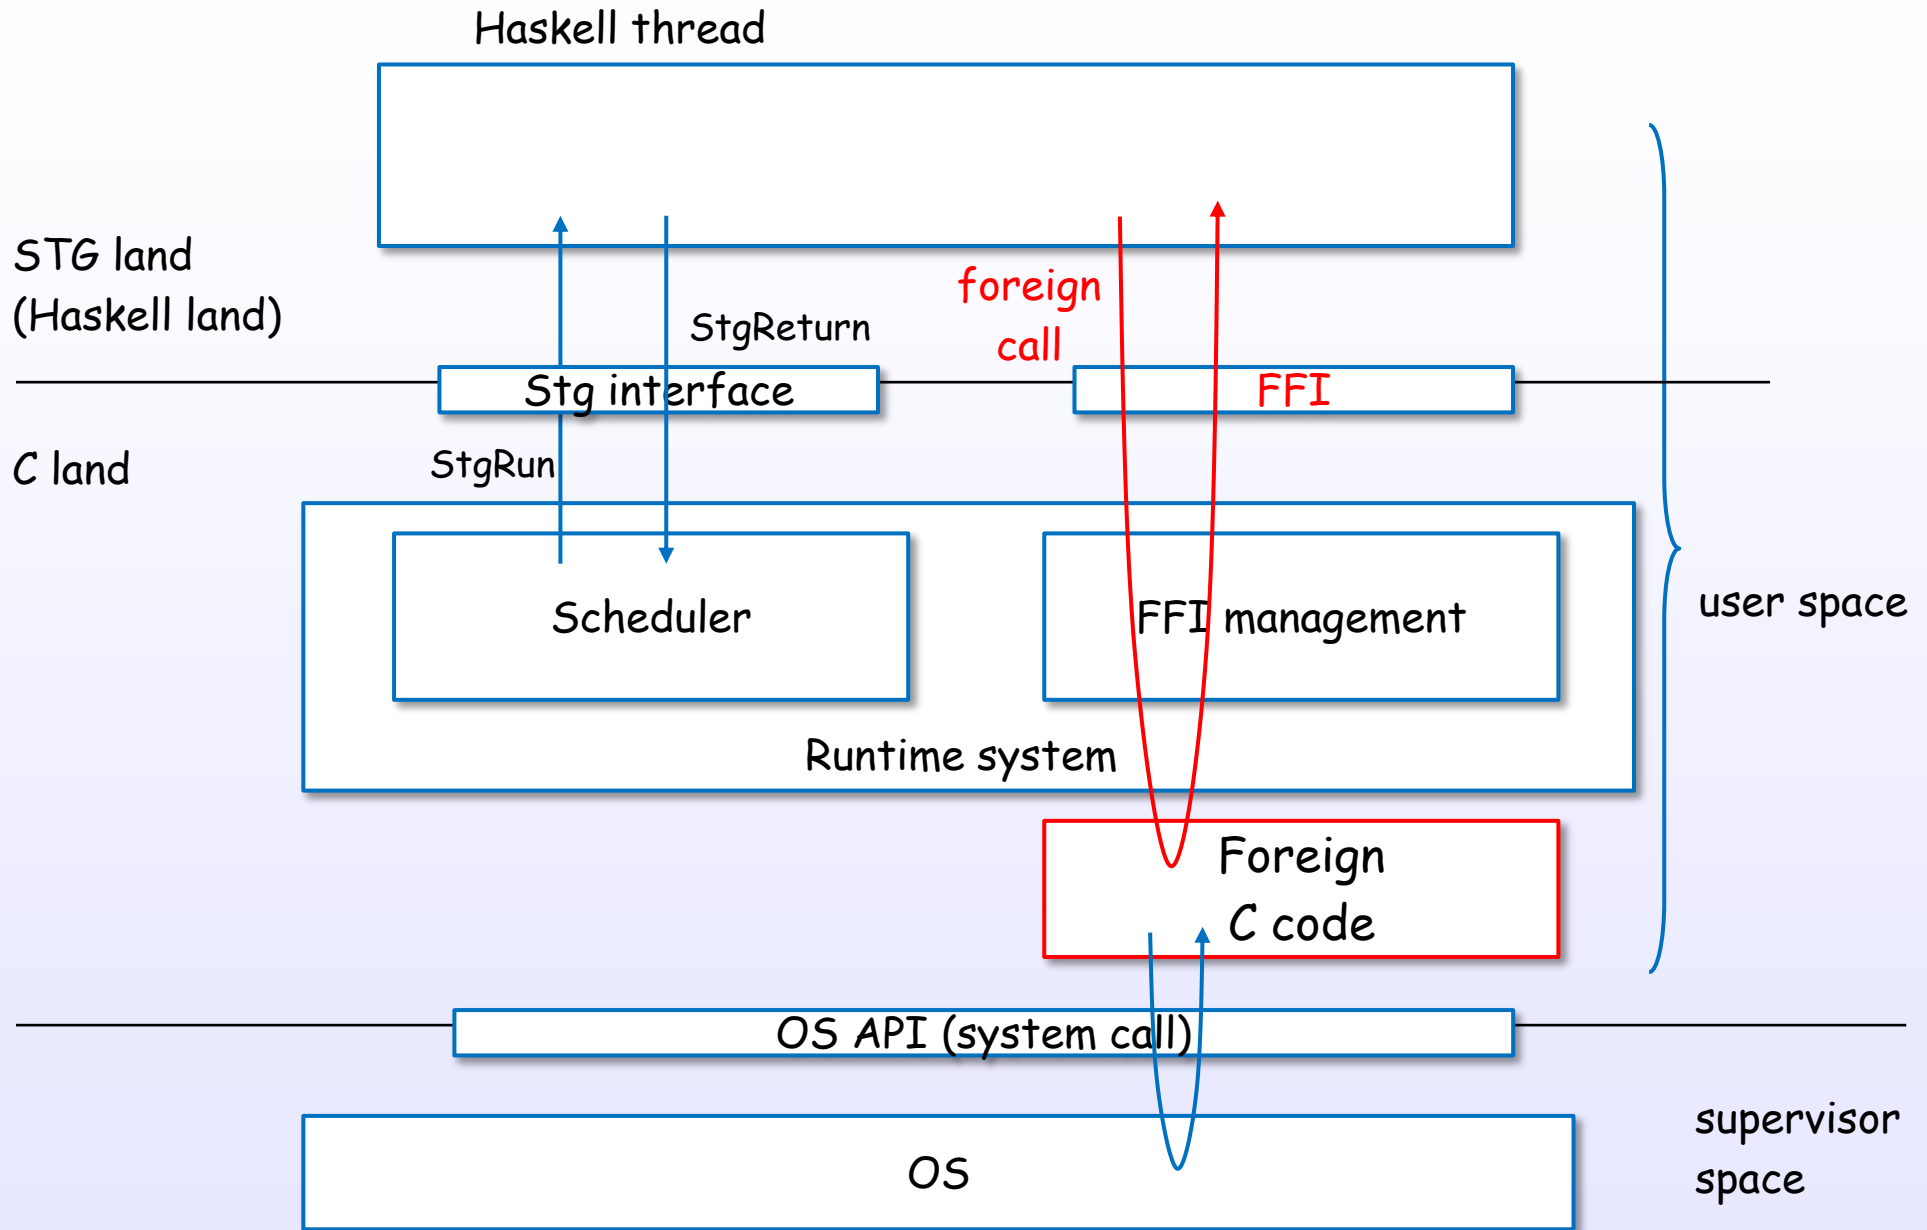 Haskell thread
STG land
(Haskell land)
foreign
call
StgReturn
Stg interface
FFI
C land
StgRun
Scheduler
FFI management
user space
Runtime system
Foreign
C code
OS API (system call)
supervisor
space
OS